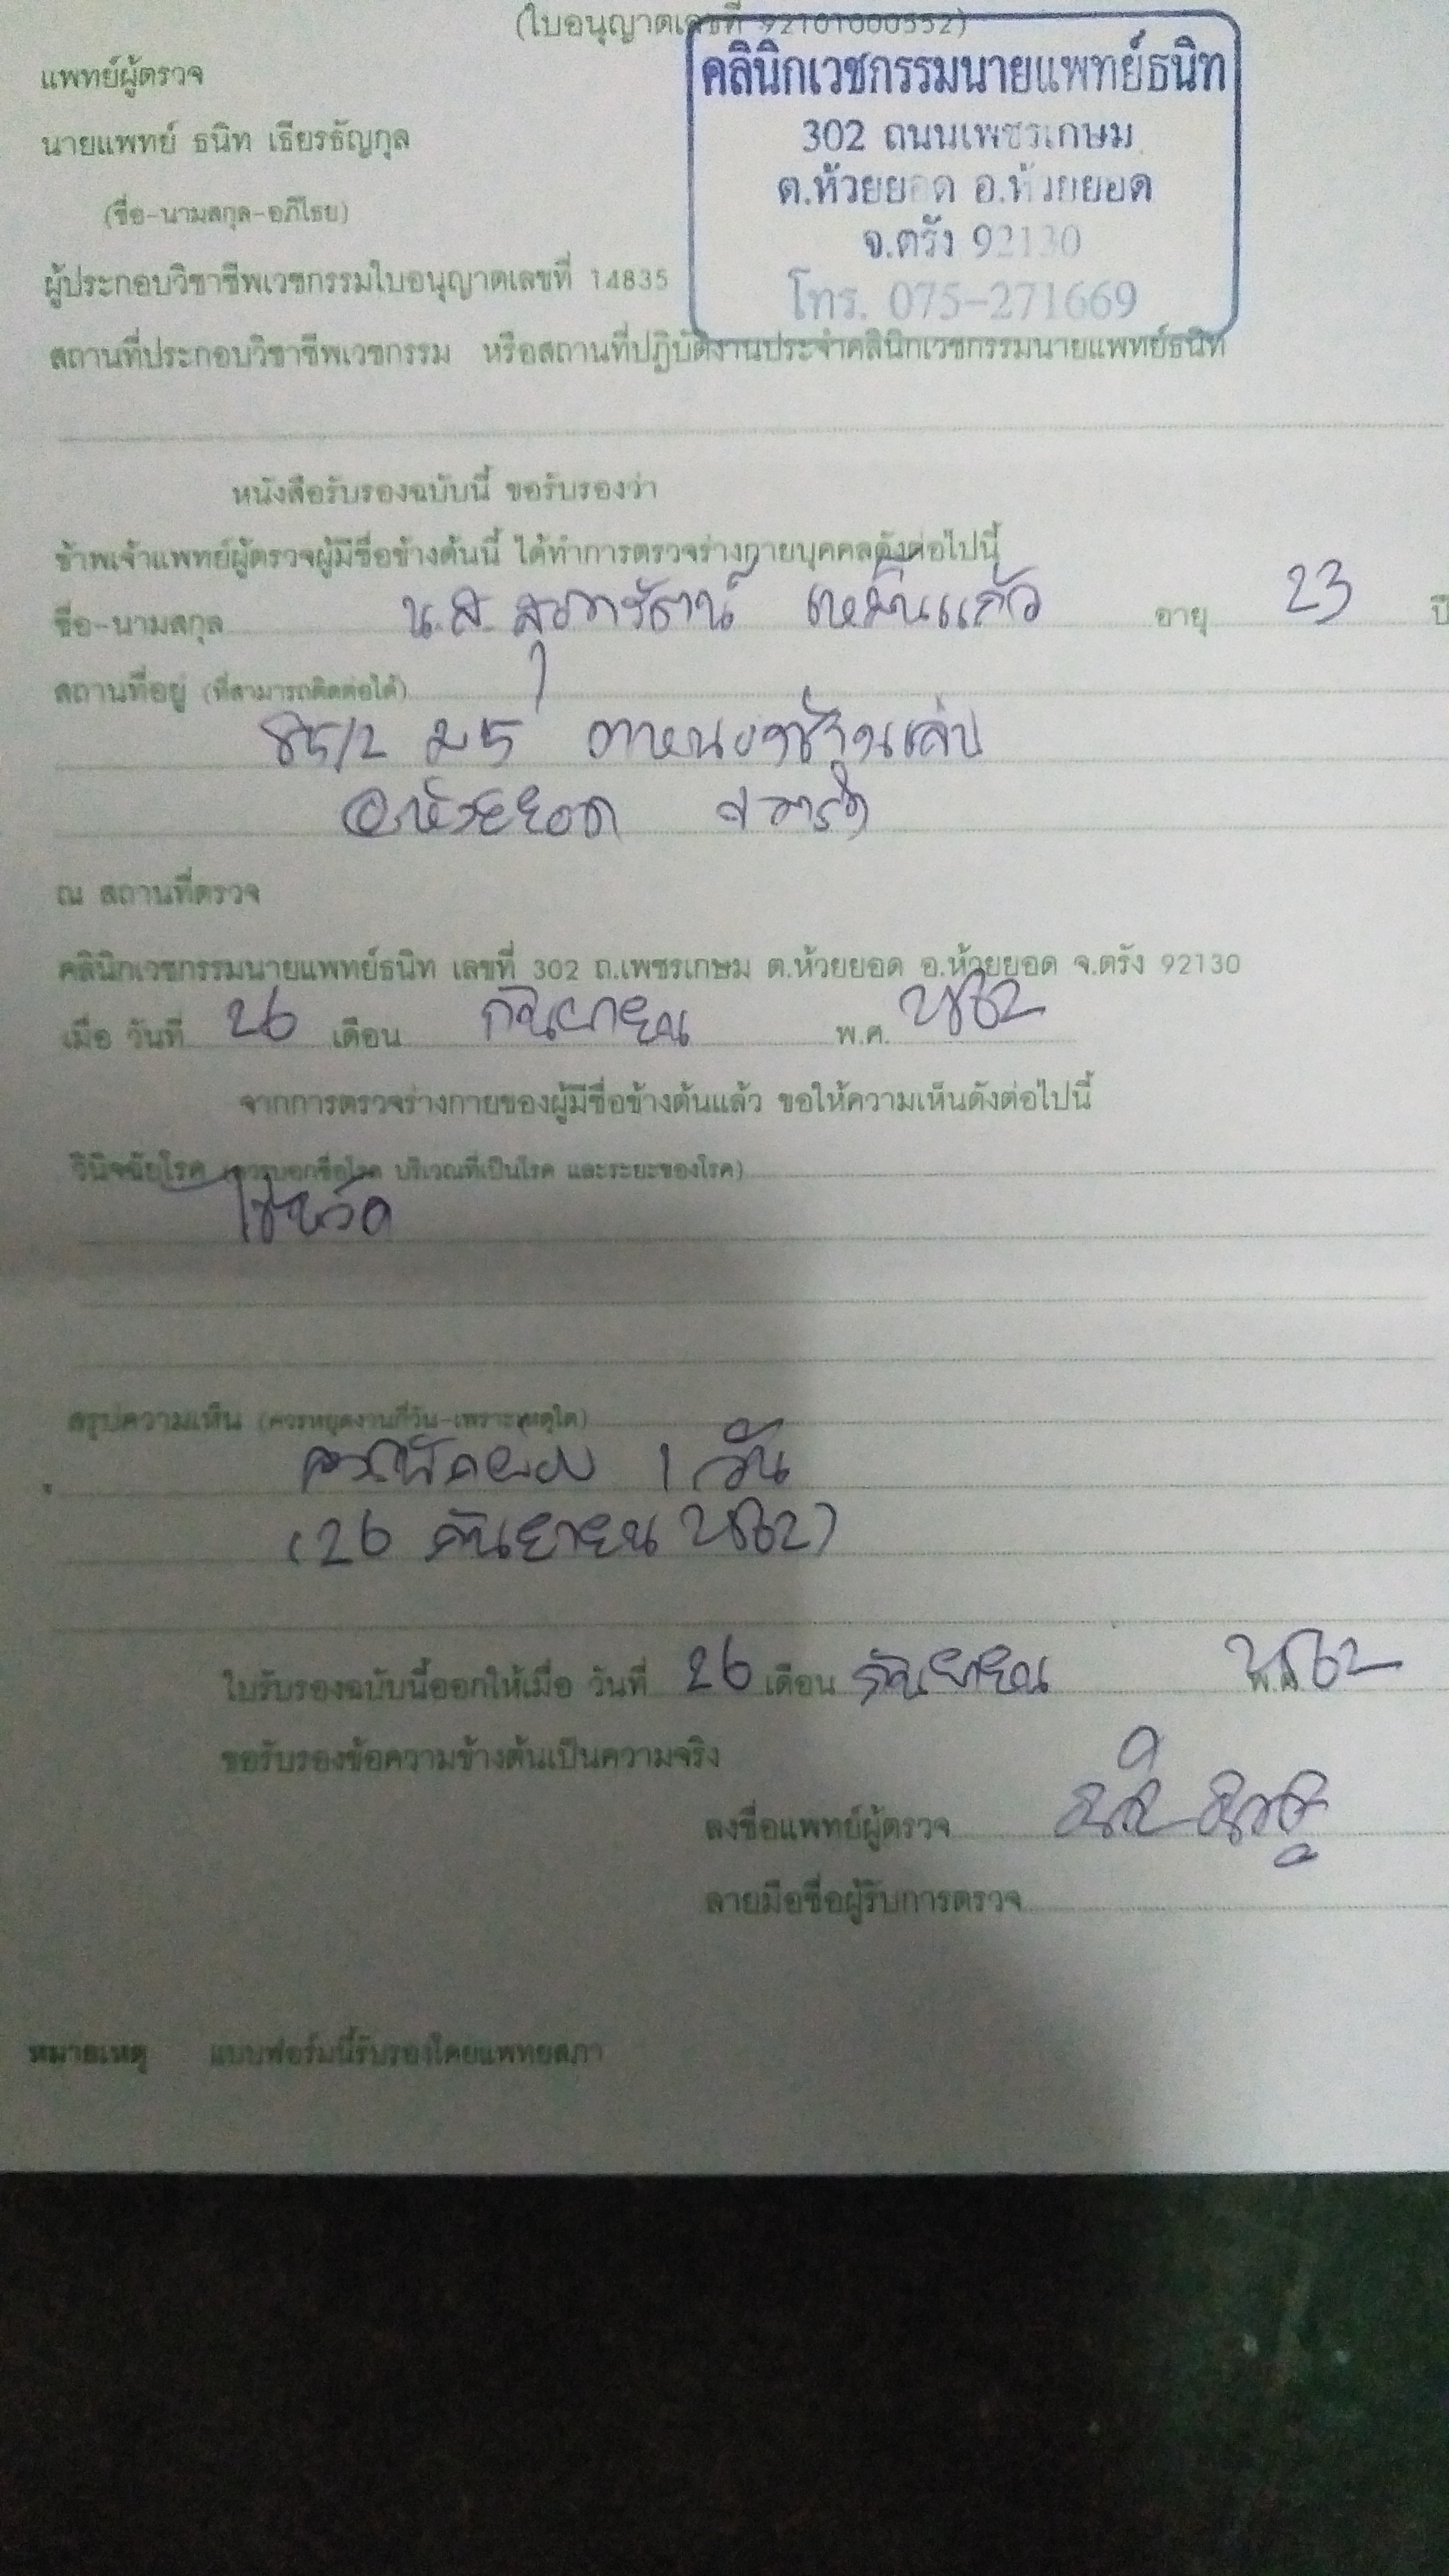 (ใบอนุญาตเลขที่ 92101000552)
คลินิกเวชกรรมนายแพทย์ธนิท
302 ถนนเพชรเกษม
ต.ห้วยยอด อ.ห้วยยอด
จ.ตรัง 92130
โทร. 075-271669
แพทย์ผู้ตรวจ
นายแพทย์ ธนิท เธียรธัญกุล
(ชื่อ-นามสกุล-อภิไธย)
ผู้ประกอบวิชาชีพเวชกรรมใบอนุญาตเลขที่ 14835
สถานที่ประกอบวิชาชีพเวชกรรม หรือสถานที่ปฏิบัติงานประจำคลินิกเวชกรรมนายแพทย์ธนิท
หนังสือรับรองฉบับนี้ ขอรับรองว่า
ข้าพเจ้าแพทย์ผู้ตรวจผู้มีชื่อข้างต้นนี้ ได้ทำการตรวจร่างกายบุคคลดังต่อไปนี้
ชื่อ-นามสกุล น.ส. สุดารัตน์ เหมือนแก้ว อายุ 23 ปี
สถานที่อยู่ (ที่สามารถติดต่อได้)
85/2 ม 5 ต.หนองช้างแล่น
อ.ห้วยยอด จ.ตรัง
ณ สถานที่ตรวจ
คลินิกเวชกรรมนายแพทย์ธนิท เลขที่ 302 ถ.เพชรเกษม ต.ห้วยยอด อ.ห้วยยอด จ.ตรัง 92130
เมื่อ วันที่ 26 เดือน กันยายน พ.ศ. 2562
จากการตรวจร่างกายของผู้มีชื่อข้างต้นแล้ว ขอให้ความเห็นดังต่อไปนี้
วินิจฉัยโรค (ควรบอกชื่อโรค บริเวณที่เป็นโรค และระยะของโรค)
ไข้หวัด
สรุปความเห็น (ควรหยุดงานกี่วัน-เพราะเหตุใด)
ควรพักผ่อน 1 วัน
(26 กันยายน 2562)
ใบรับรองฉบับนี้ออกให้เมื่อ วันที่ 26 เดือน กันยายน พ.ศ. 2562
ขอรับรองข้อความข้างต้นเป็นความจริง
ลงชื่อแพทย์ผู้ตรวจ
ลายมือชื่อผู้รับการตรวจ
หมายเหตุ แบบฟอร์มนี้รับรองโดยแพทยสภา